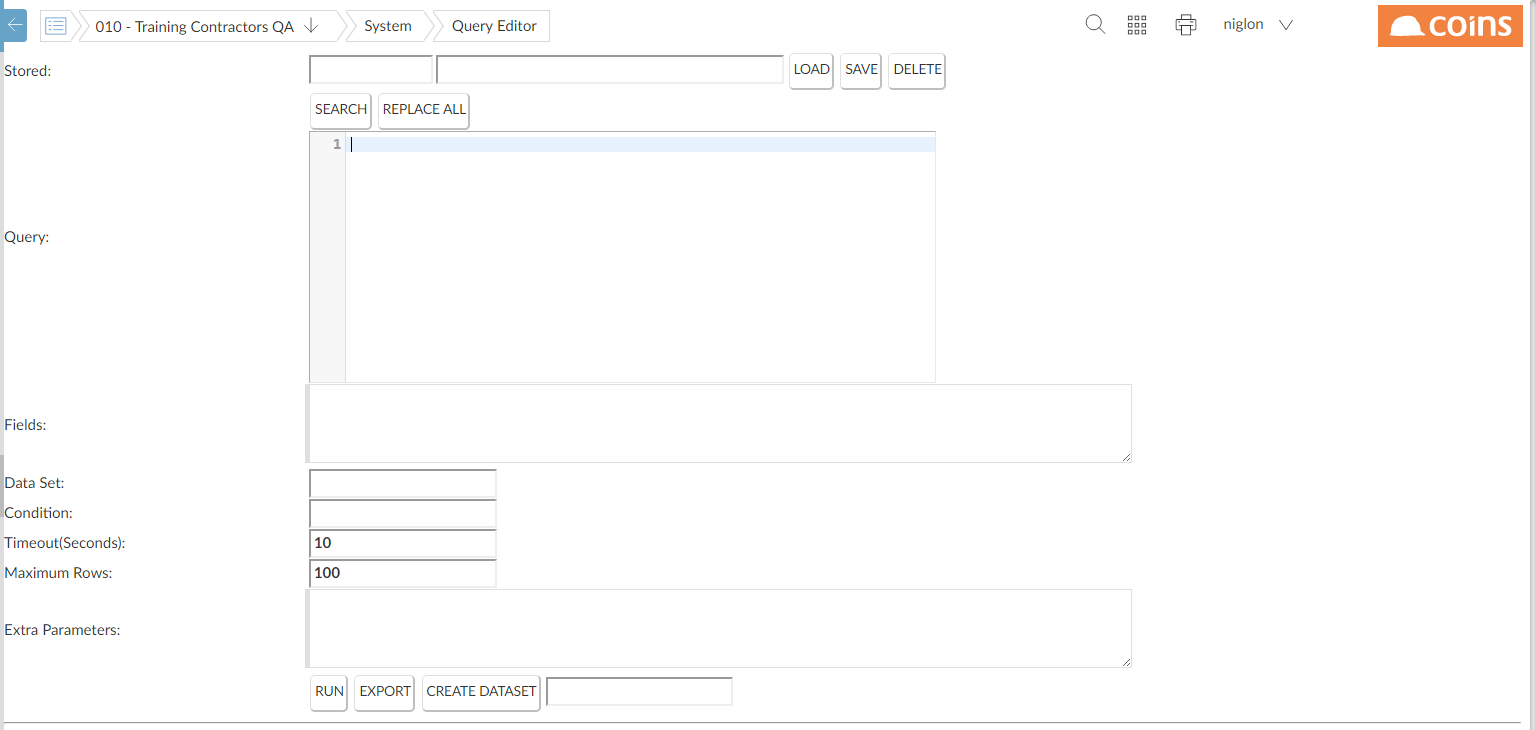 010 - Training Contractors QA System Query Editor niglon coins
Stored: LOAD SAVE DELETE
SEARCH REPLACE ALL
1
Query:
Fields:
Data Set:
Condition:
Timeout(Seconds): 10
Maximum Rows: 100
Extra Parameters:
RUN EXPORT CREATE DATASET